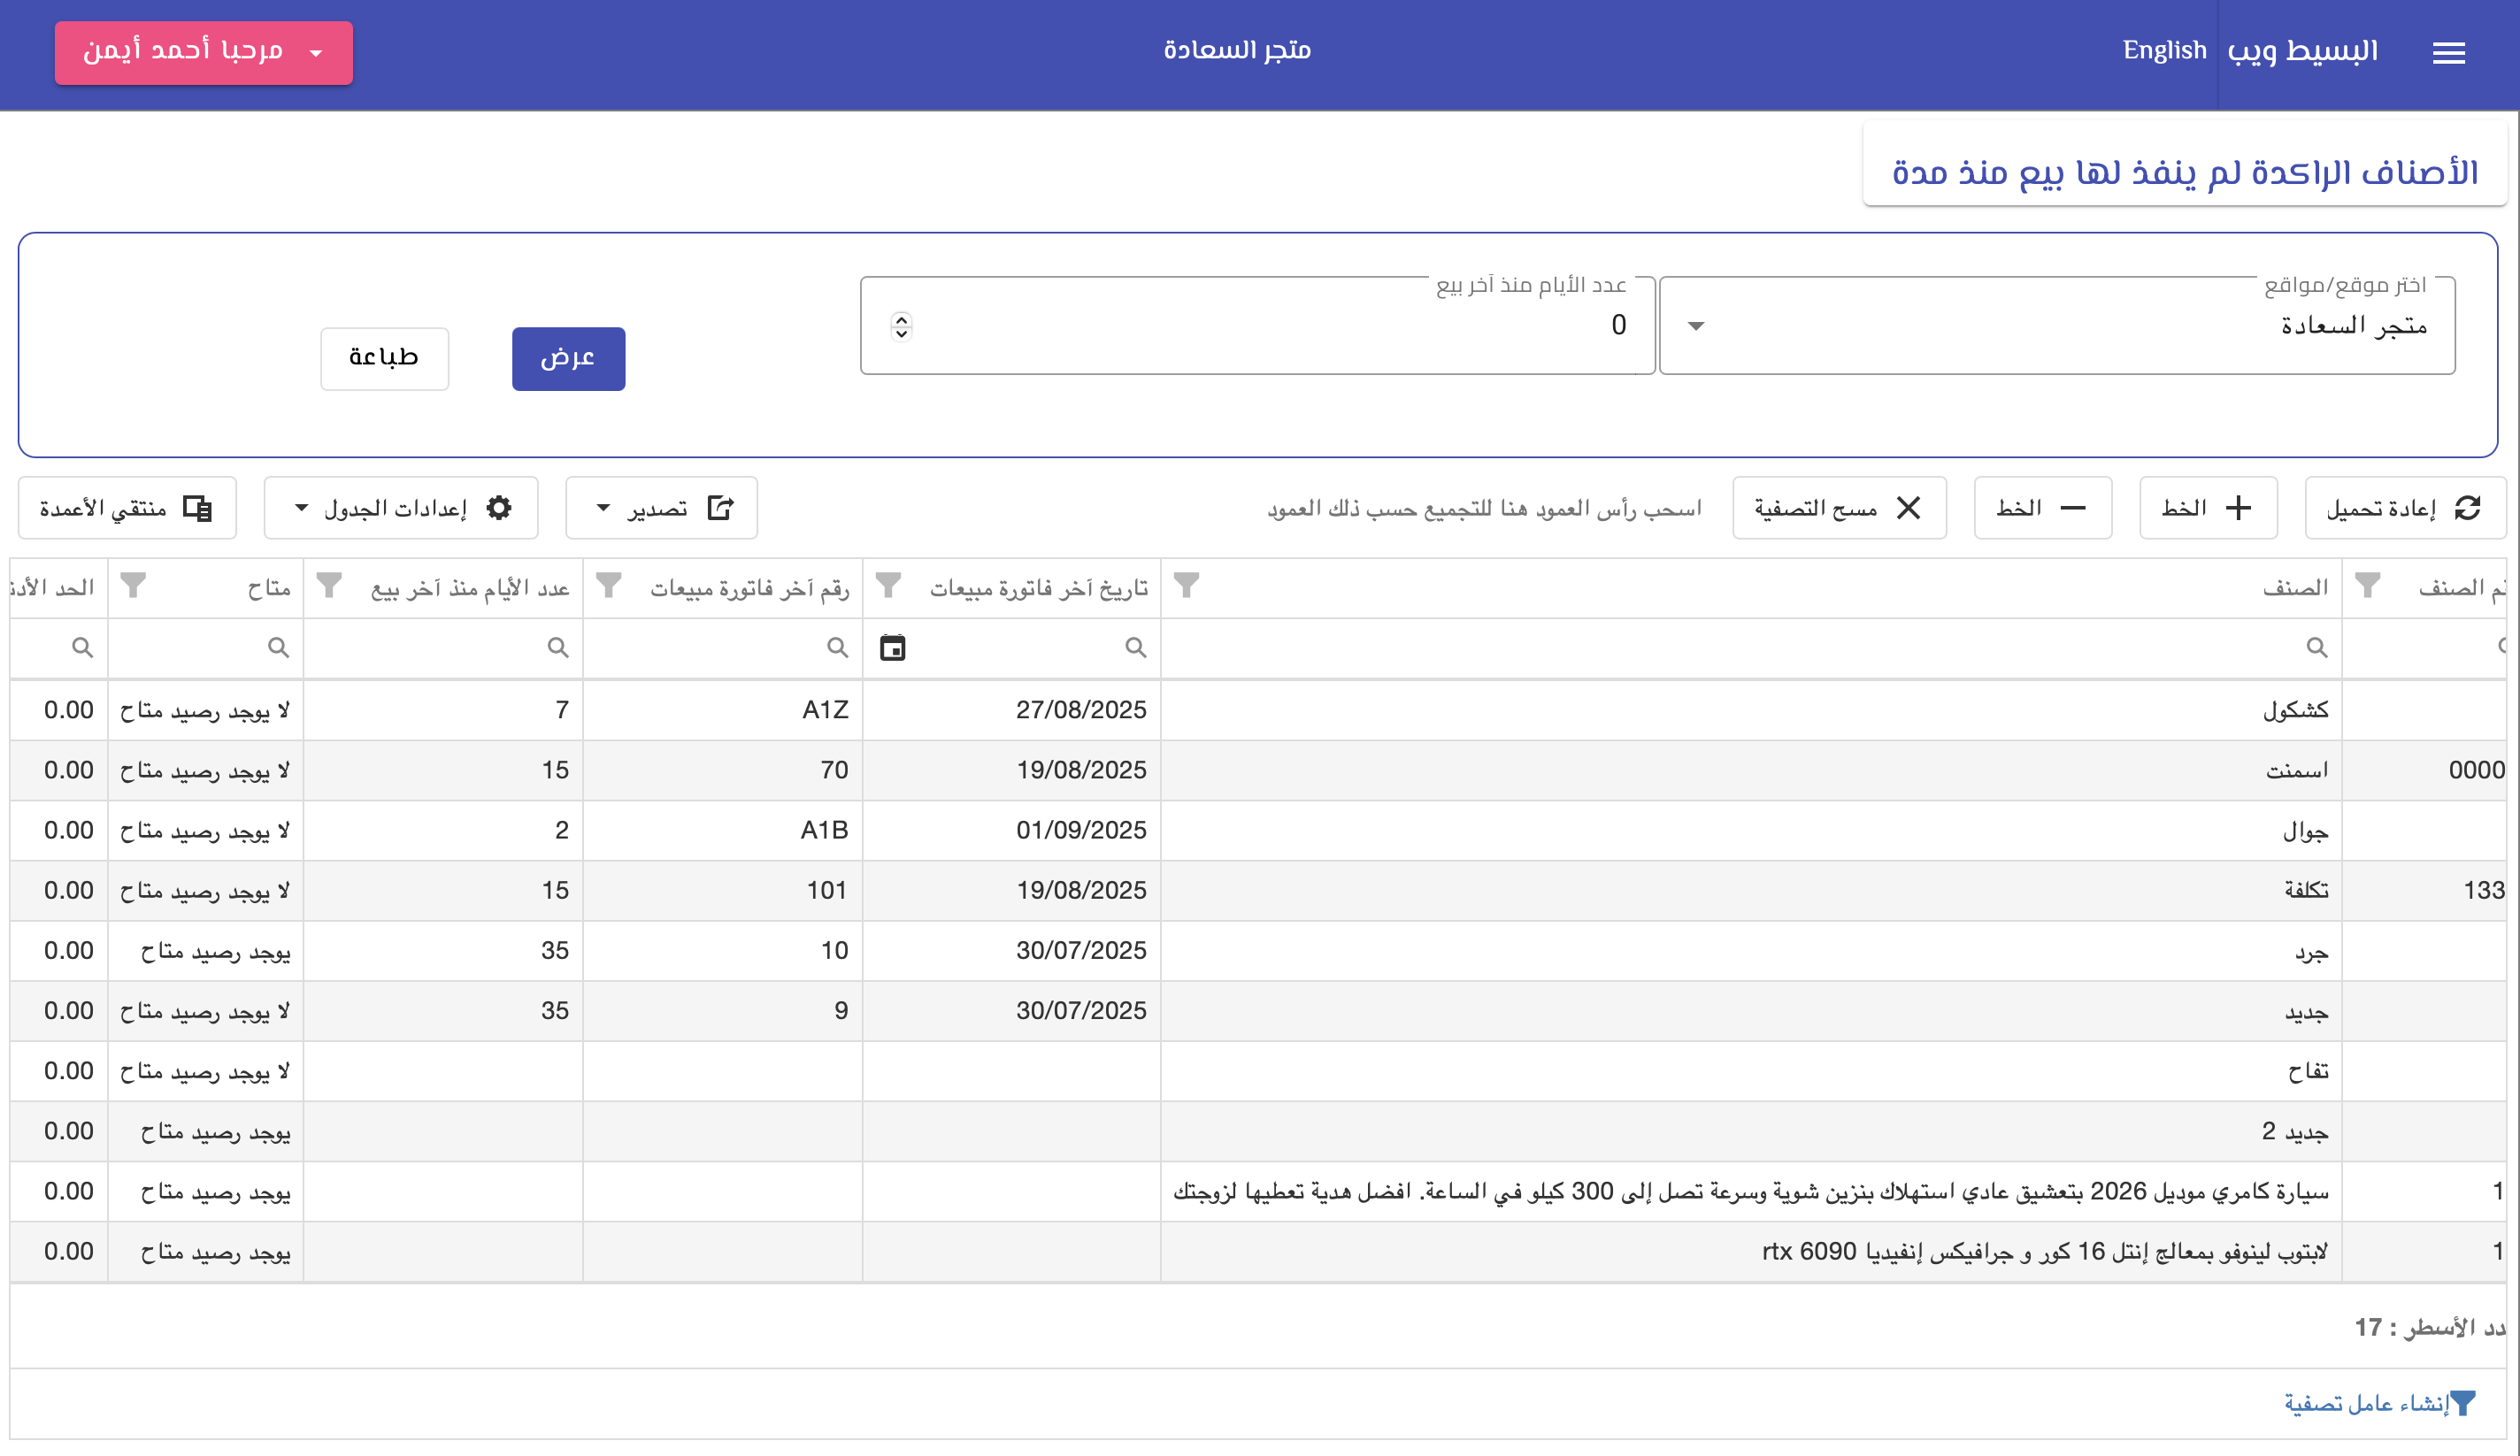 البسيط ويب English متجر السعادة مرحبا أحمد أيمن
الأصناف الراكدة لم ينفذ لها بيع منذ مدة
اختر موقع/مواقع عدد الأيام منذ آخر بيع
متجر السعادة 0
عرض طباعة
إعادة تحميل الخط الخط مسح التصفية اسحب رأس العمود هنا للتجميع حسب ذلك العمود تصدير إعدادات الجدول منتقي الأعمدة
الصنف الصنف تاريخ آخر فاتورة مبيعات رقم آخر فاتورة مبيعات عدد الأيام منذ آخر بيع متاح الحد
كشكول 27/08/2025 A1Z 7 لا يوجد رصيد متاح 0.00
0000 اسمنت 19/08/2025 70 15 لا يوجد رصيد متاح 0.00
جوال 01/09/2025 A1B 2 لا يوجد رصيد متاح 0.00
133 تكلفة 19/08/2025 101 15 لا يوجد رصيد متاح 0.00
جرد 30/07/2025 10 35 يوجد رصيد متاح 0.00
جديد 30/07/2025 9 35 لا يوجد رصيد متاح 0.00
تفاح لا يوجد رصيد متاح 0.00
جديد 2 يوجد رصيد متاح 0.00
1 سيارة كامري موديل 2026 بتعشيق عادي استهلاك بنزين شوية وسرعة تصل إلى 300 كيلو في الساعة. افضل هدية تعطيها لزوجتك يوجد رصيد متاح 0.00
1 لابتوب لينوفو بمعالج إنتل 16 كور و جرافيكس إنفيديا rtx 6090 يوجد رصيد متاح 0.00
الأسطر : 17
إنشاء عامل تصفية